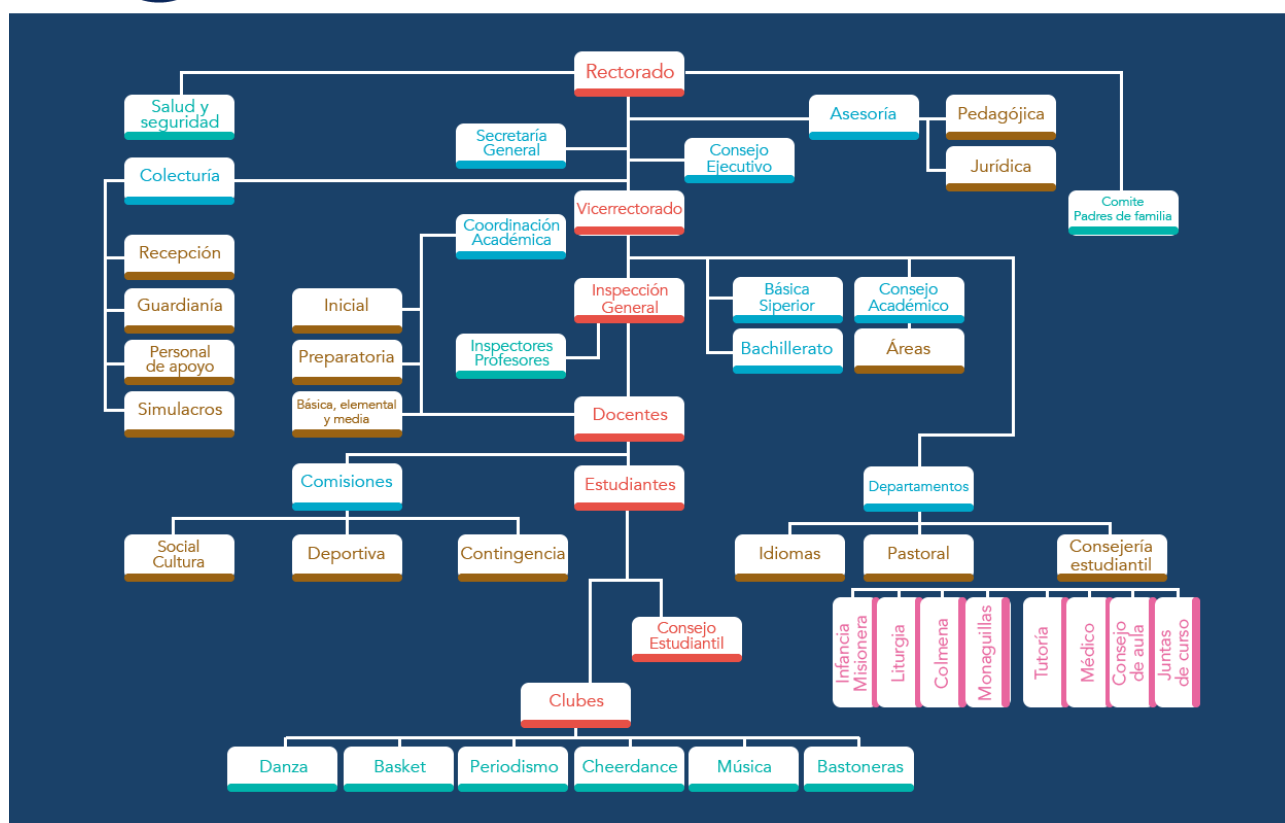 Rectorado
Salud y
seguridad
Asesoría
Pedagójica
Secretaría
General
Consejo
Ejecutivo
Jurídica
Colecturía
Comite
Padres de familia
Vicerrectorado
Coordinación
Académica
Recepción
Inspección
General
Básica
Siperior
Consejo
Académico
Guardianía
Inicial
Inspectores
Profesores
Bachillerato
Áreas
Personal
de apoyo
Preparatoria
Simulacros
Básica, elemental
y media
Docentes
Comisiones
Estudiantes
Departamentos
Social
Cultura
Deportiva
Contingencia
Idiomas
Pastoral
Consejería
estudiantil
Infancia
Misionera
Liturgia
Colmena
Monaguillas
Tutoría
Médico
Consejo
de aula
Juntas
de curso
Consejo
Estudiantil
Clubes
Danza
Basket
Periodismo
Cheerdance
Música
Bastoneras